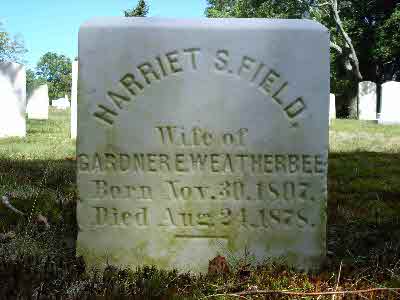 HARRIET S. FIELD,
Wife of
GARDNER E. WEATHERBEE
Born Nov. 30. 1807.
Died Aug. 24. 1878.